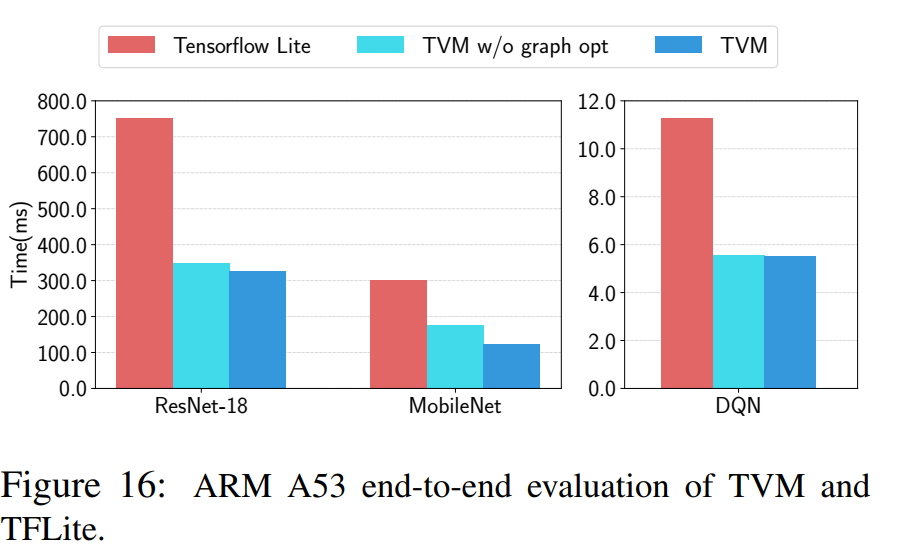 Tensorflow Lite TVM w/o graph opt TVM
800.0
700.0
600.0
500.0
400.0
300.0
200.0
100.0
0.0
Time(ms)
ResNet-18 MobileNet
12.0
10.0
8.0
6.0
4.0
2.0
0.0
DQN
Figure 16: ARM A53 end-to-end evaluation of TVM and
TFLite.